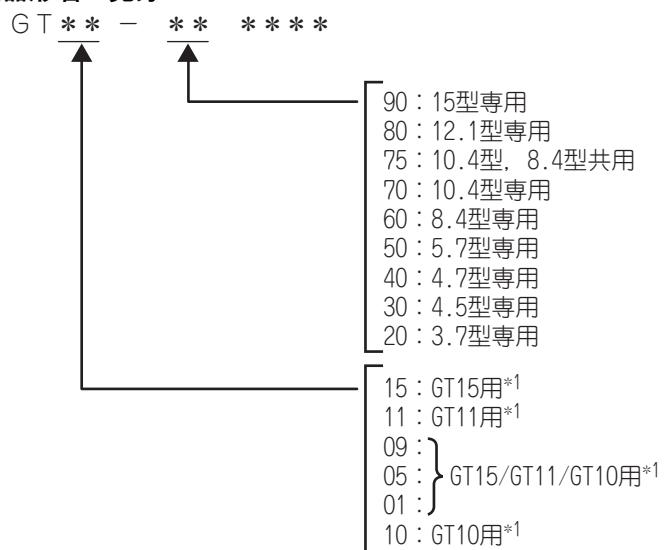 GT** - ** ****
90：15型専用
80：12.1型専用
75：10.4型，8.4型共用
70：10.4型専用
60：8.4型専用
50：5.7型専用
40：4.7型専用
30：4.5型専用
20：3.7型専用
15：GT15用*1
11：GT11用*1
09：
05： GT15/GT11/GT10用*1
01：
10：GT10用*1